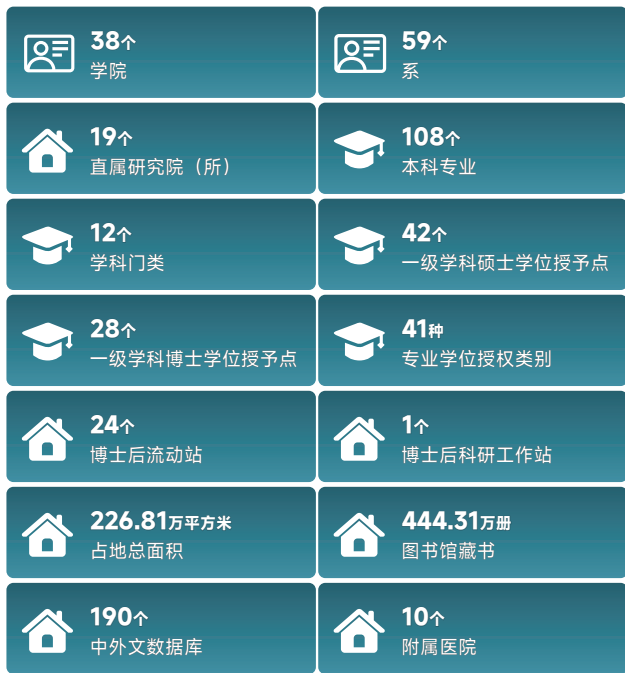 38个
学院
59个
系
19个
直属研究院（所）
108个
本科专业
12个
学科门类
42个
一级学科硕士学位授予点
28个
一级学科博士学位授予点
41种
专业学位授权类别
24个
博士后流动站
1个
博士后科研工作站
226.81万平方米
占地总面积
444.31万册
图书馆藏书
190个
中外文数据库
10个
附属医院